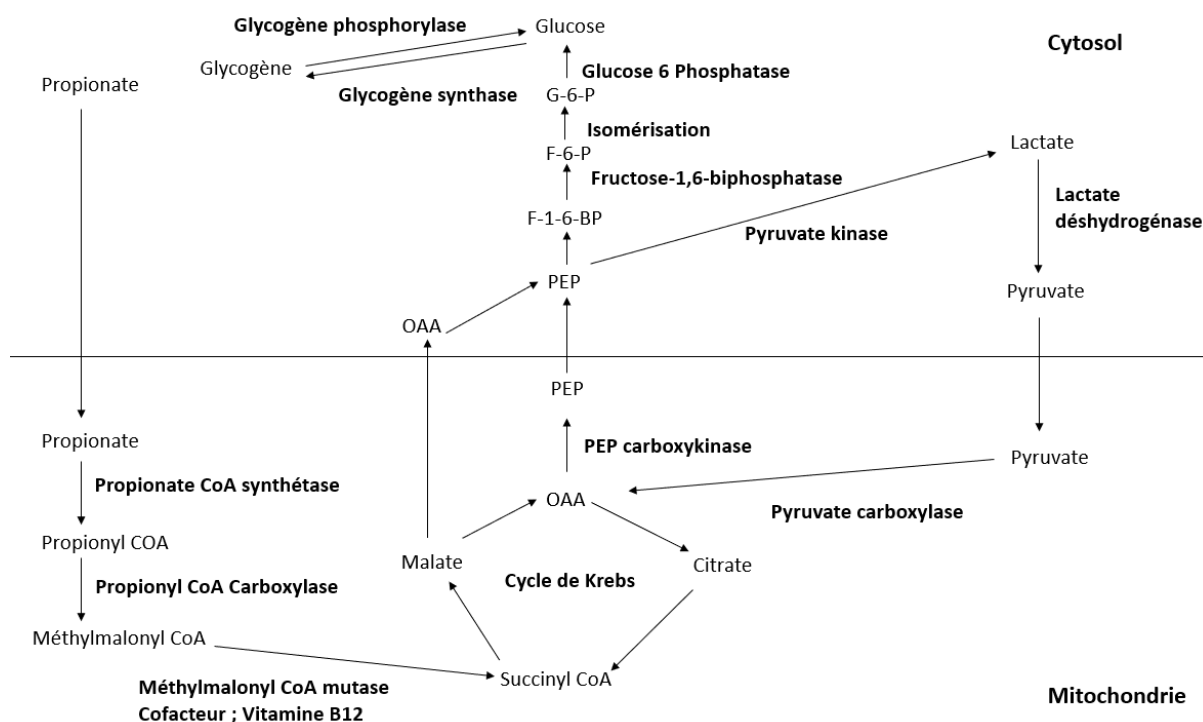 Glycogène phosphorylase
Glucose
Cytosol
Glycogène
Propionate
Glucose 6 Phosphatase
Glycogène synthase
G-6-P
Isomérisation
F-6-P
Lactate
Fructose-1,6-biphosphatase
Lactate
déshydrogénase
F-1-6-BP
Pyruvate kinase
PEP
Pyruvate
OAA
PEP
Propionate
PEP carboxykinase
Pyruvate
Propionate CoA synthétase
OAA
Pyruvate carboxylase
Propionyl COA
Malate
Citrate
Cycle de Krebs
Propionyl CoA Carboxylase
Méthylmalonyl CoA
Succinyl CoA
Méthylmalonyl CoA mutase
Cofacteur ; Vitamine B12
Mitochondrie